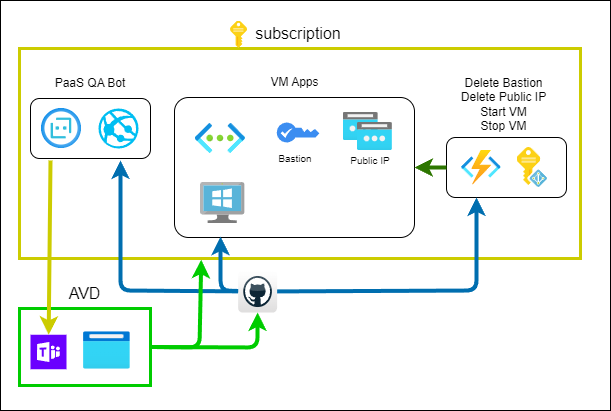 subscription
PaaS QA Bot
VM Apps
Delete Bastion
Delete Public IP
Start VM
Stop VM
Bastion
Public IP
AVD